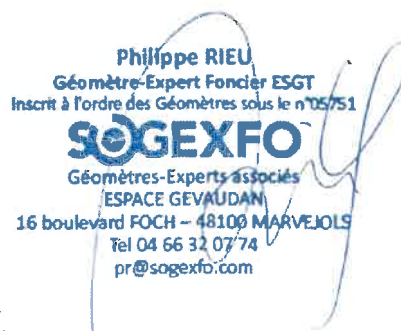 Philippe RIEU
Géomètre-Expert Foncier ESGT
Inscrit à l'ordre des Géomètres sous le n°05751
SOGEXFO
Géomètres-Experts associés
ESPACE GEVAUDAN
16 boulevard FOCH – 48100 MARVEJOLS
Tel 04 66 32 07 74
pr@sogexfo.com